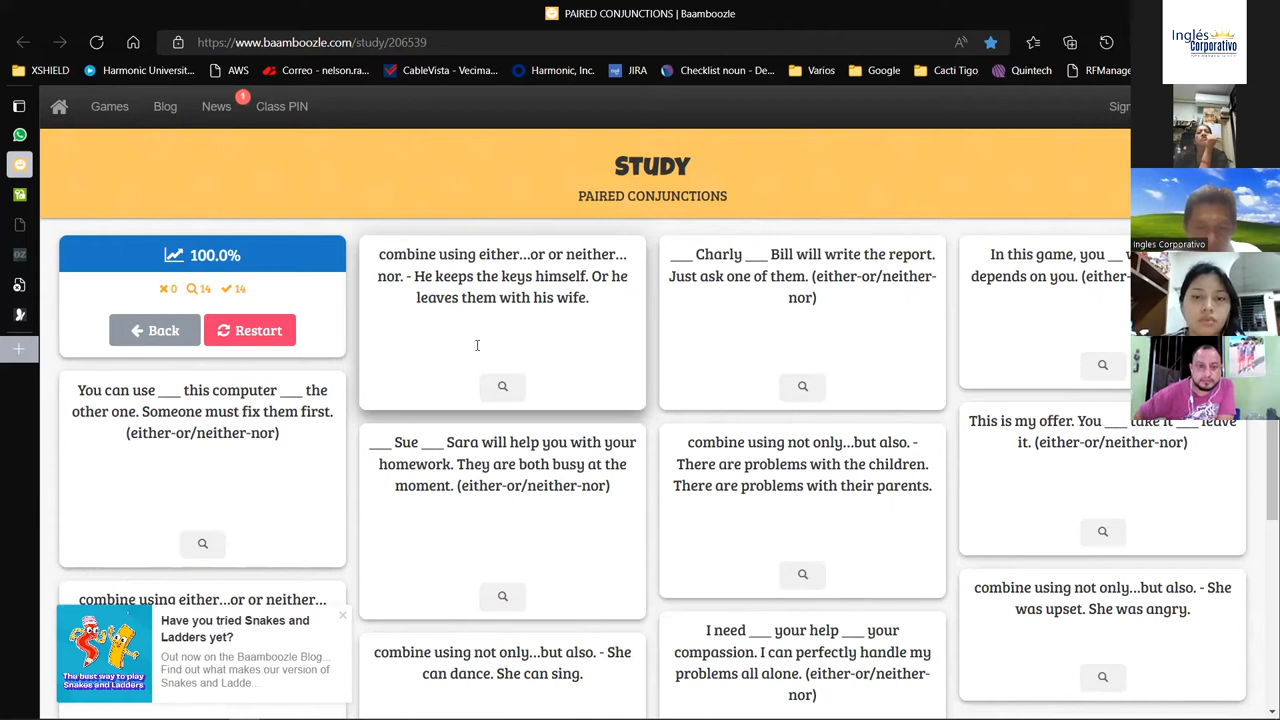 PAIRED CONJUNCTIONS | Baamboozle
https://www.baamboozle.com/study/206539
XSHIELD
Harmonic Universit...
AWS
Correo - nelson.ra...
CableVista - Vecima...
Harmonic, Inc.
JIRA
Checklist noun - De...
Varios
Google
Cacti Tigo
Quintech
RFManage
Inglés
Corporativo
Games
Blog
News
1
Class PIN
Sign
STUDY
PAIRED CONJUNCTIONS
100.0%
0
14
14
Back
Restart
You can use ___ this computer ___ the
other one. Someone must fix them first.
(either-or/neither-nor)
combine using either...or or neither...
Have you tried Snakes and
Ladders yet?
Out now on the Baamboozle Blog...
Find out what makes our version of
Snakes and Ladde...
The best way to play
Snakes and Ladders
combine using either...or or neither...
nor. - He keeps the keys himself. Or he
leaves them with his wife.
___ Sue ___ Sara will help you with your
homework. They are both busy at the
moment. (either-or/neither-nor)
combine using not only...but also. - She
can dance. She can sing.
___ Charly ___ Bill will write the report.
Just ask one of them. (either-or/neither-
nor)
combine using not only...but also. -
There are problems with the children.
There are problems with their parents.
I need ___ your help ___ your
compassion. I can perfectly handle my
problems all alone. (either-or/neither-
nor)
In this game, you __ w
depends on you. (either-
This is my offer. You ___ take it ___ leave
it. (either-or/neither-nor)
combine using not only...but also. - She
was upset. She was angry.
Ingles Corporativo